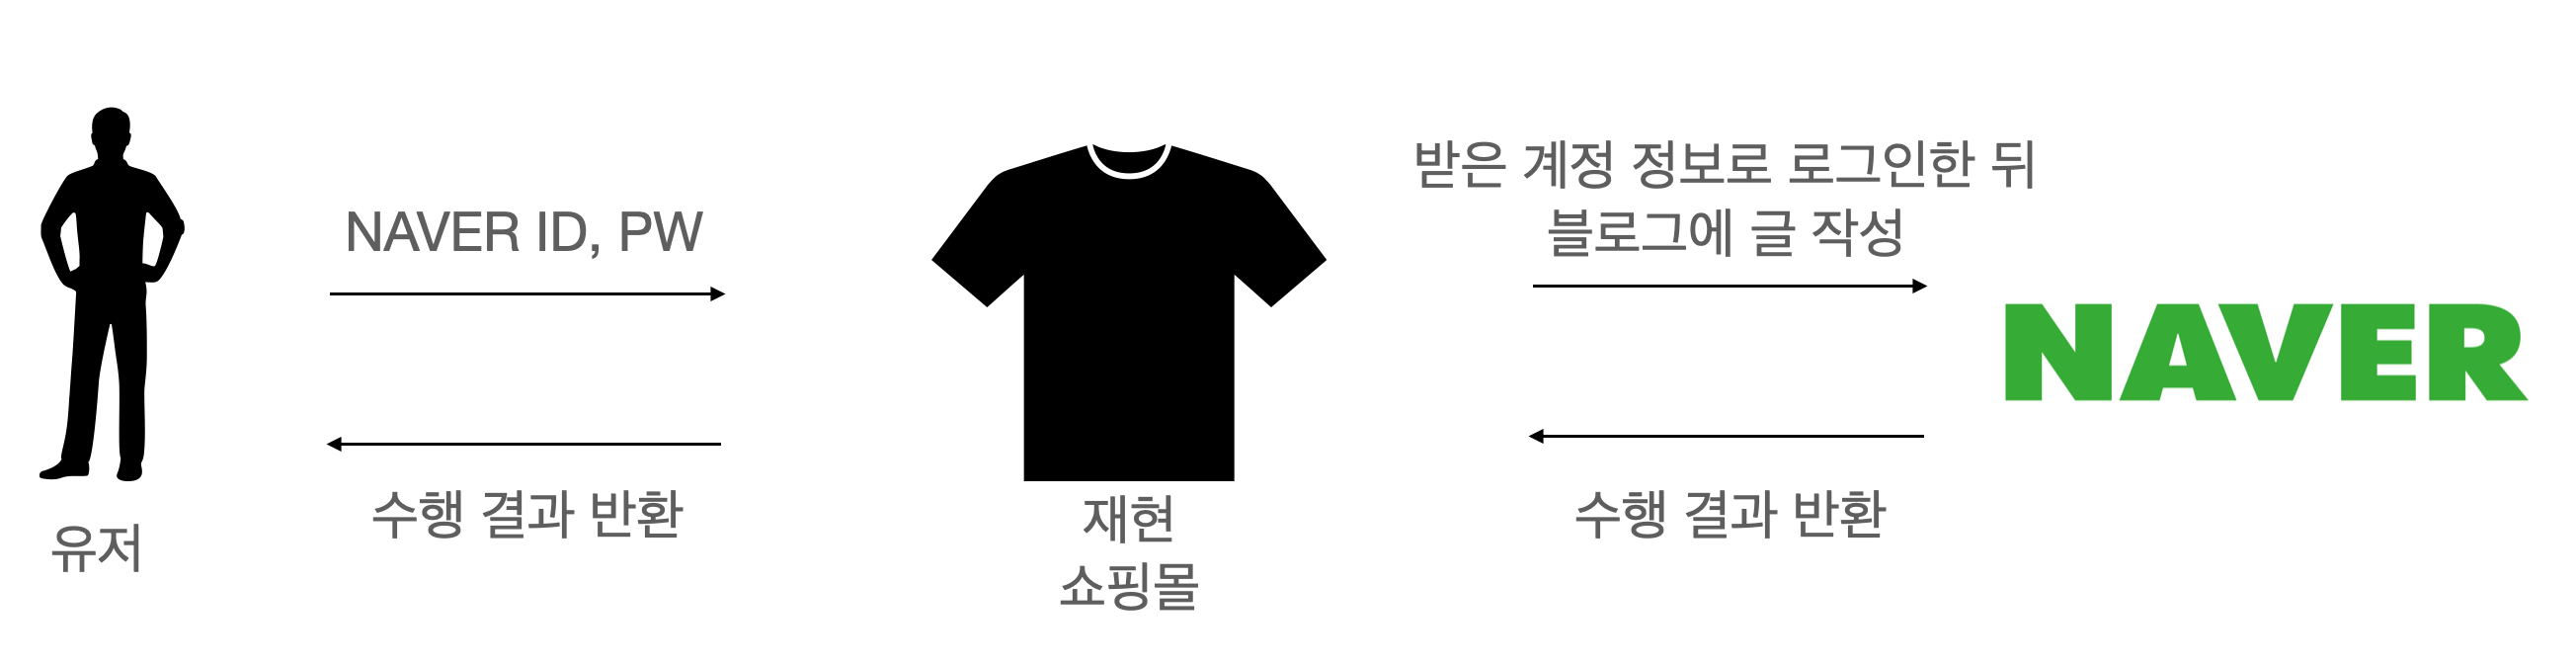 NAVER ID, PW
수행 결과 반환
유저
재현
쇼핑몰
받은 계정 정보로 로그인한 뒤
블로그에 글 작성
수행 결과 반환
NAVER